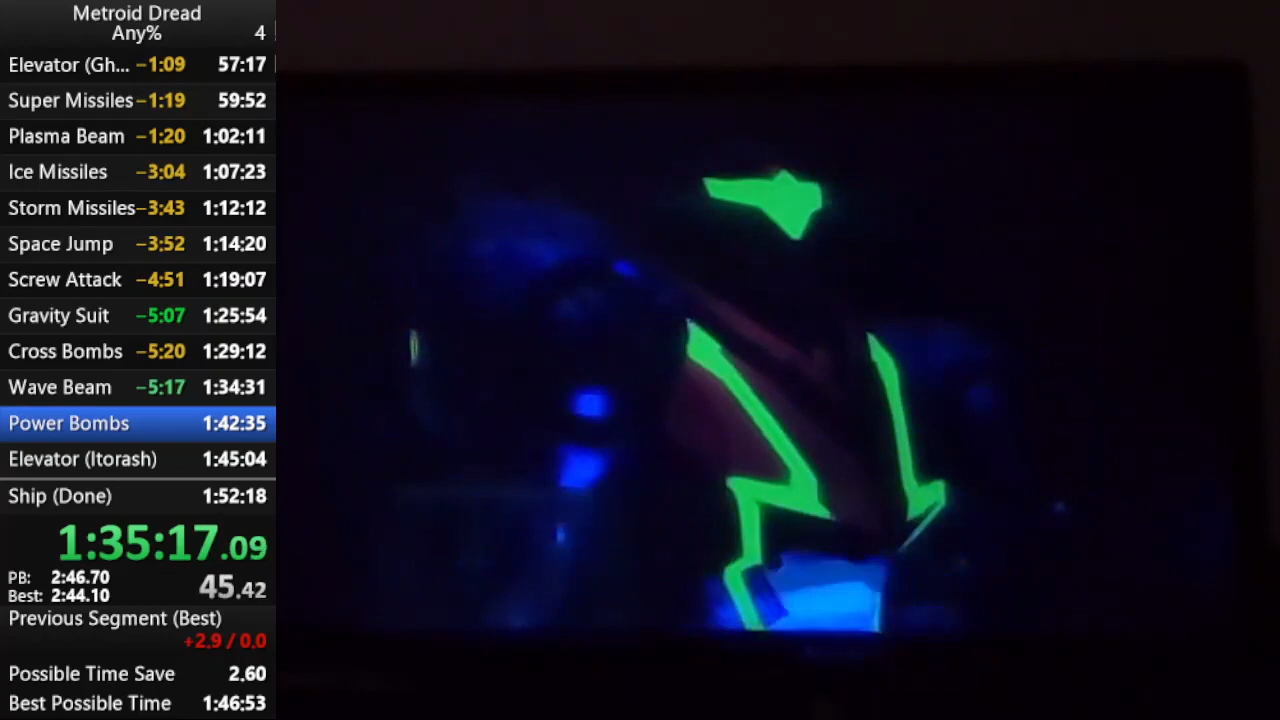 Metroid Dread
Any% 4
Elevator (Gh... −1:09 57:17
Super Missiles −1:19 59:52
Plasma Beam −1:20 1:02:11
Ice Missiles −3:04 1:07:23
Storm Missiles −3:43 1:12:12
Space Jump −3:52 1:14:20
Screw Attack −4:51 1:19:07
Gravity Suit −5:07 1:25:54
Cross Bombs −5:20 1:29:12
Wave Beam −5:17 1:34:31
Power Bombs 1:42:35
Elevator (Itorash) 1:45:04
Ship (Done) 1:52:18
1:35:17.09
PB: 2:46.70
Best: 2:44.10
45.42
Previous Segment (Best)
+2.9 / 0.0
Possible Time Save 2.60
Best Possible Time 1:46:53